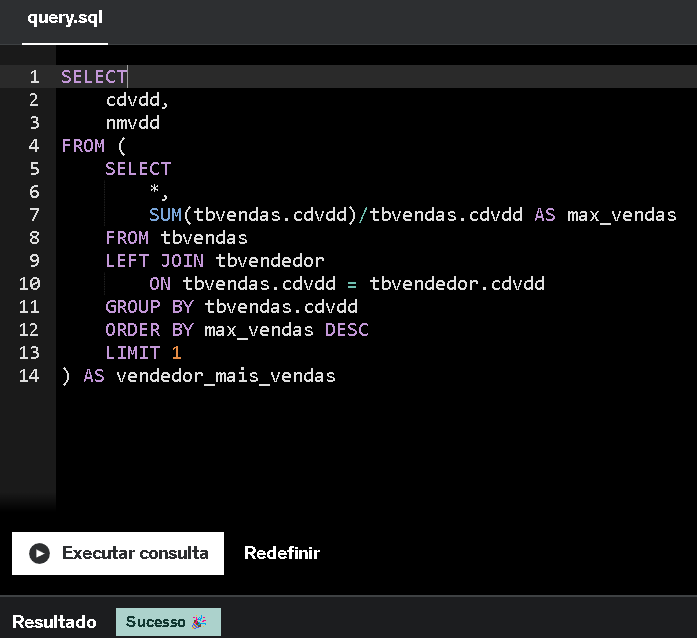 query.sql
1 SELECT
2 cdvdd,
3 nmvdd
4 FROM (
5 SELECT
6 *,
7 SUM(tbvendas.cdvdd)/tbvendas.cdvdd AS max_vendas
8 FROM tbvendas
9 LEFT JOIN tbvendedor
10 ON tbvendas.cdvdd = tbvendedor.cdvdd
11 GROUP BY tbvendas.cdvdd
12 ORDER BY max_vendas DESC
13 LIMIT 1
14 ) AS vendedor_mais_vendas
Executar consulta Redefinir
Resultado Sucesso 🎉